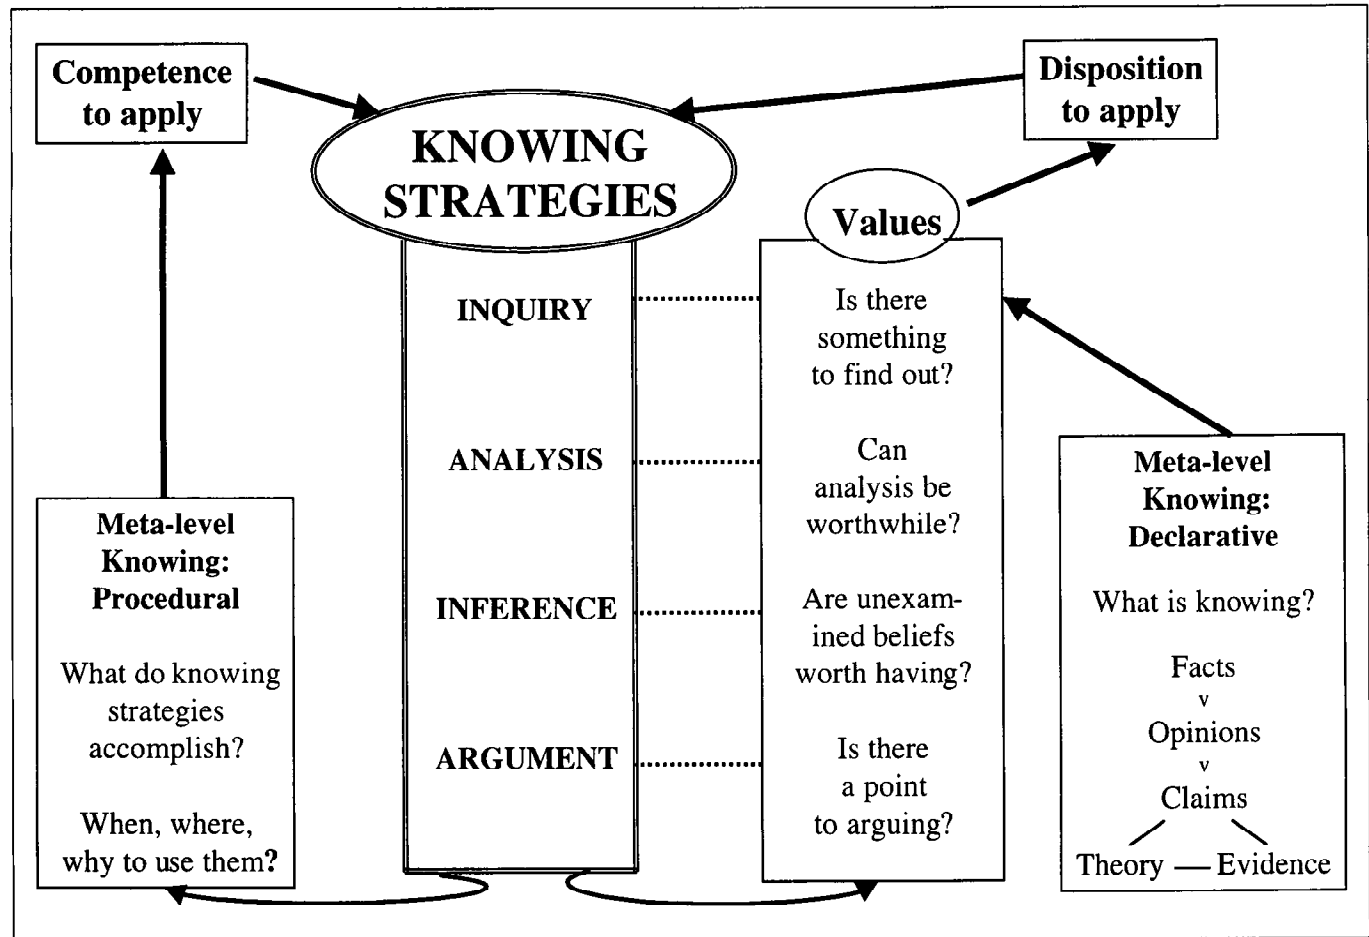 Competence
to apply
Disposition
to apply
KNOWING
STRATEGIES
Values
INQUIRY
ANALYSIS
INFERENCE
ARGUMENT
Is there
something
to find out?
Can
analysis be
worthwhile?
Are unexam-
ined beliefs
worth having?
Is there
a point
to arguing?
Meta-level
Knowing:
Procedural
What do knowing
strategies
accomplish?
When, where,
why to use them?
Meta-level
Knowing:
Declarative
What is knowing?
Facts
v
Opinions
v
Claims
Theory — Evidence